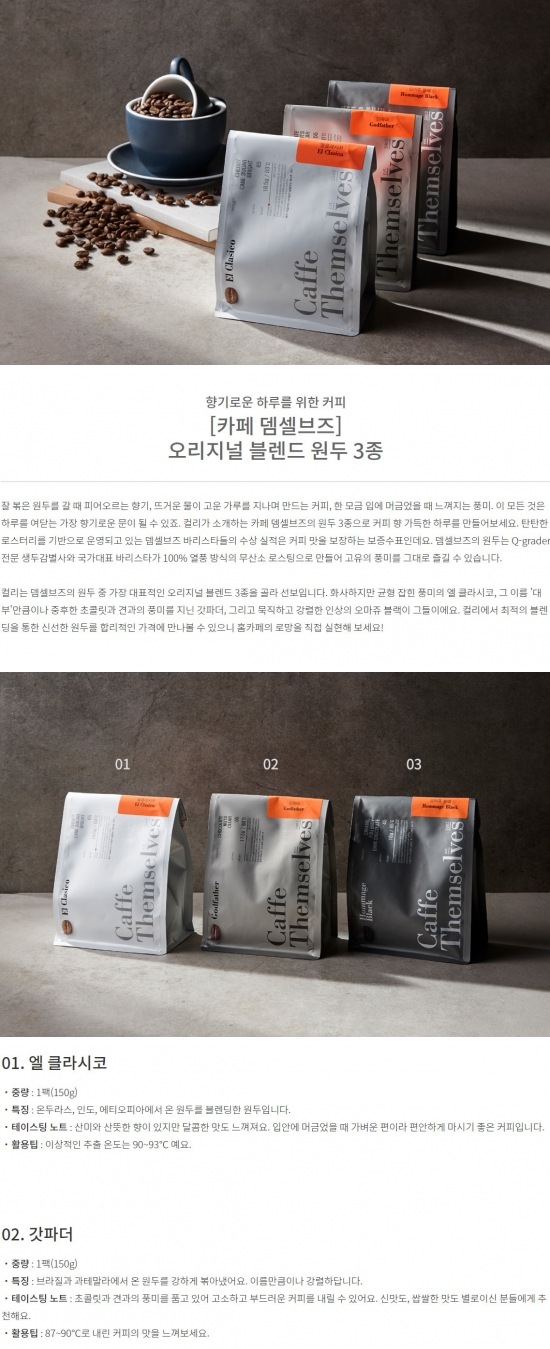 오마쥬 블랙
Hommage Black
갓파더
Godfather
엘 클라시코
El Clasico
El Clasico
Caffe
Themselves
Themselves
Themselves
향기로운 하루를 위한 커피
[카페 뎀셀브즈]
오리지널 블렌드 원두 3종
잘 볶은 원두를 갈 때 피어오르는 향기, 뜨거운 물이 고운 가루를 지나며 만드는 커피, 한 모금 입에 머금었을 때 느껴지는 풍미. 이 모든 것은
하루를 여닫는 가장 향기로운 문이 될 수 있죠. 컬리가 소개하는 카페 뎀셀브즈의 원두 3종으로 커피 향 가득한 하루를 만들어보세요. 탄탄한
로스터리를 기반으로 운영되고 있는 뎀셀브즈 바리스타들의 수상 실적은 커피 맛을 보장하는 보증수표인데요. 뎀셀브즈의 원두는 Q-grader
전문 생두감별사와 국가대표 바리스타가 100% 열풍 방식의 무산소 로스팅으로 만들어 고유의 풍미를 그대로 즐길 수 있습니다.
컬리는 뎀셀브즈의 원두 중 가장 대표적인 오리지널 블렌드 3종을 골라 선보입니다. 화사하지만 균형 잡힌 풍미의 엘 클라시코, 그 이름 '대
부'만큼이나 중후한 초콜릿과 견과의 풍미를 지닌 갓파더, 그리고 묵직하고 강렬한 인상의 오마쥬 블랙이 그들이에요. 컬리에서 최적의 블렌
딩을 통한 신선한 원두를 합리적인 가격에 만나볼 수 있으니 홈카페의 로망을 직접 실현해 보세요!
01
02
03
El Clasico
Godfather
Hommage Black
El Clasico
Caffe
Themselves
Godfather
Caffe
Themselves
Hommage
Black
Caffe
Themselves
01. 엘 클라시코
・중량 : 1팩(150g)
・특징 : 온두라스, 인도, 에티오피아에서 온 원두를 블렌딩한 원두입니다.
・테이스팅 노트 : 산미와 산뜻한 향이 있지만 달콤한 맛도 느껴져요. 입안에 머금었을 때 가벼운 편이라 편안하게 마시기 좋은 커피입니다.
・활용팁 : 이상적인 추출 온도는 90~93℃ 예요.
02. 갓파더
・중량 : 1팩(150g)
・특징 : 브라질과 과테말라에서 온 원두를 강하게 볶아냈어요. 이름만큼이나 강렬하답니다.
・테이스팅 노트 : 초콜릿과 견과의 풍미를 품고 있어 고소하고 부드러운 커피를 내릴 수 있어요. 신맛도, 쌉쌀한 맛도 별로이신 분들에게 추
천해요.
・활용팁 : 87~90℃로 내린 커피의 맛을 느껴보세요.